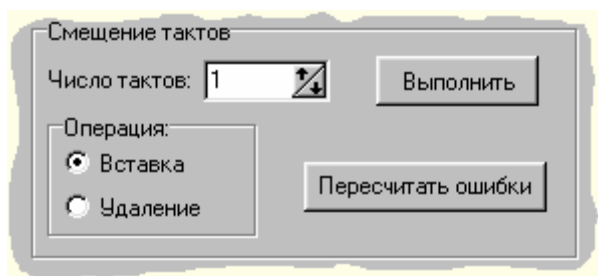 Смещение тактов
Число тактов: 1
Выполнить
Операция:
Вставка
Удаление
Пересчитать ошибки